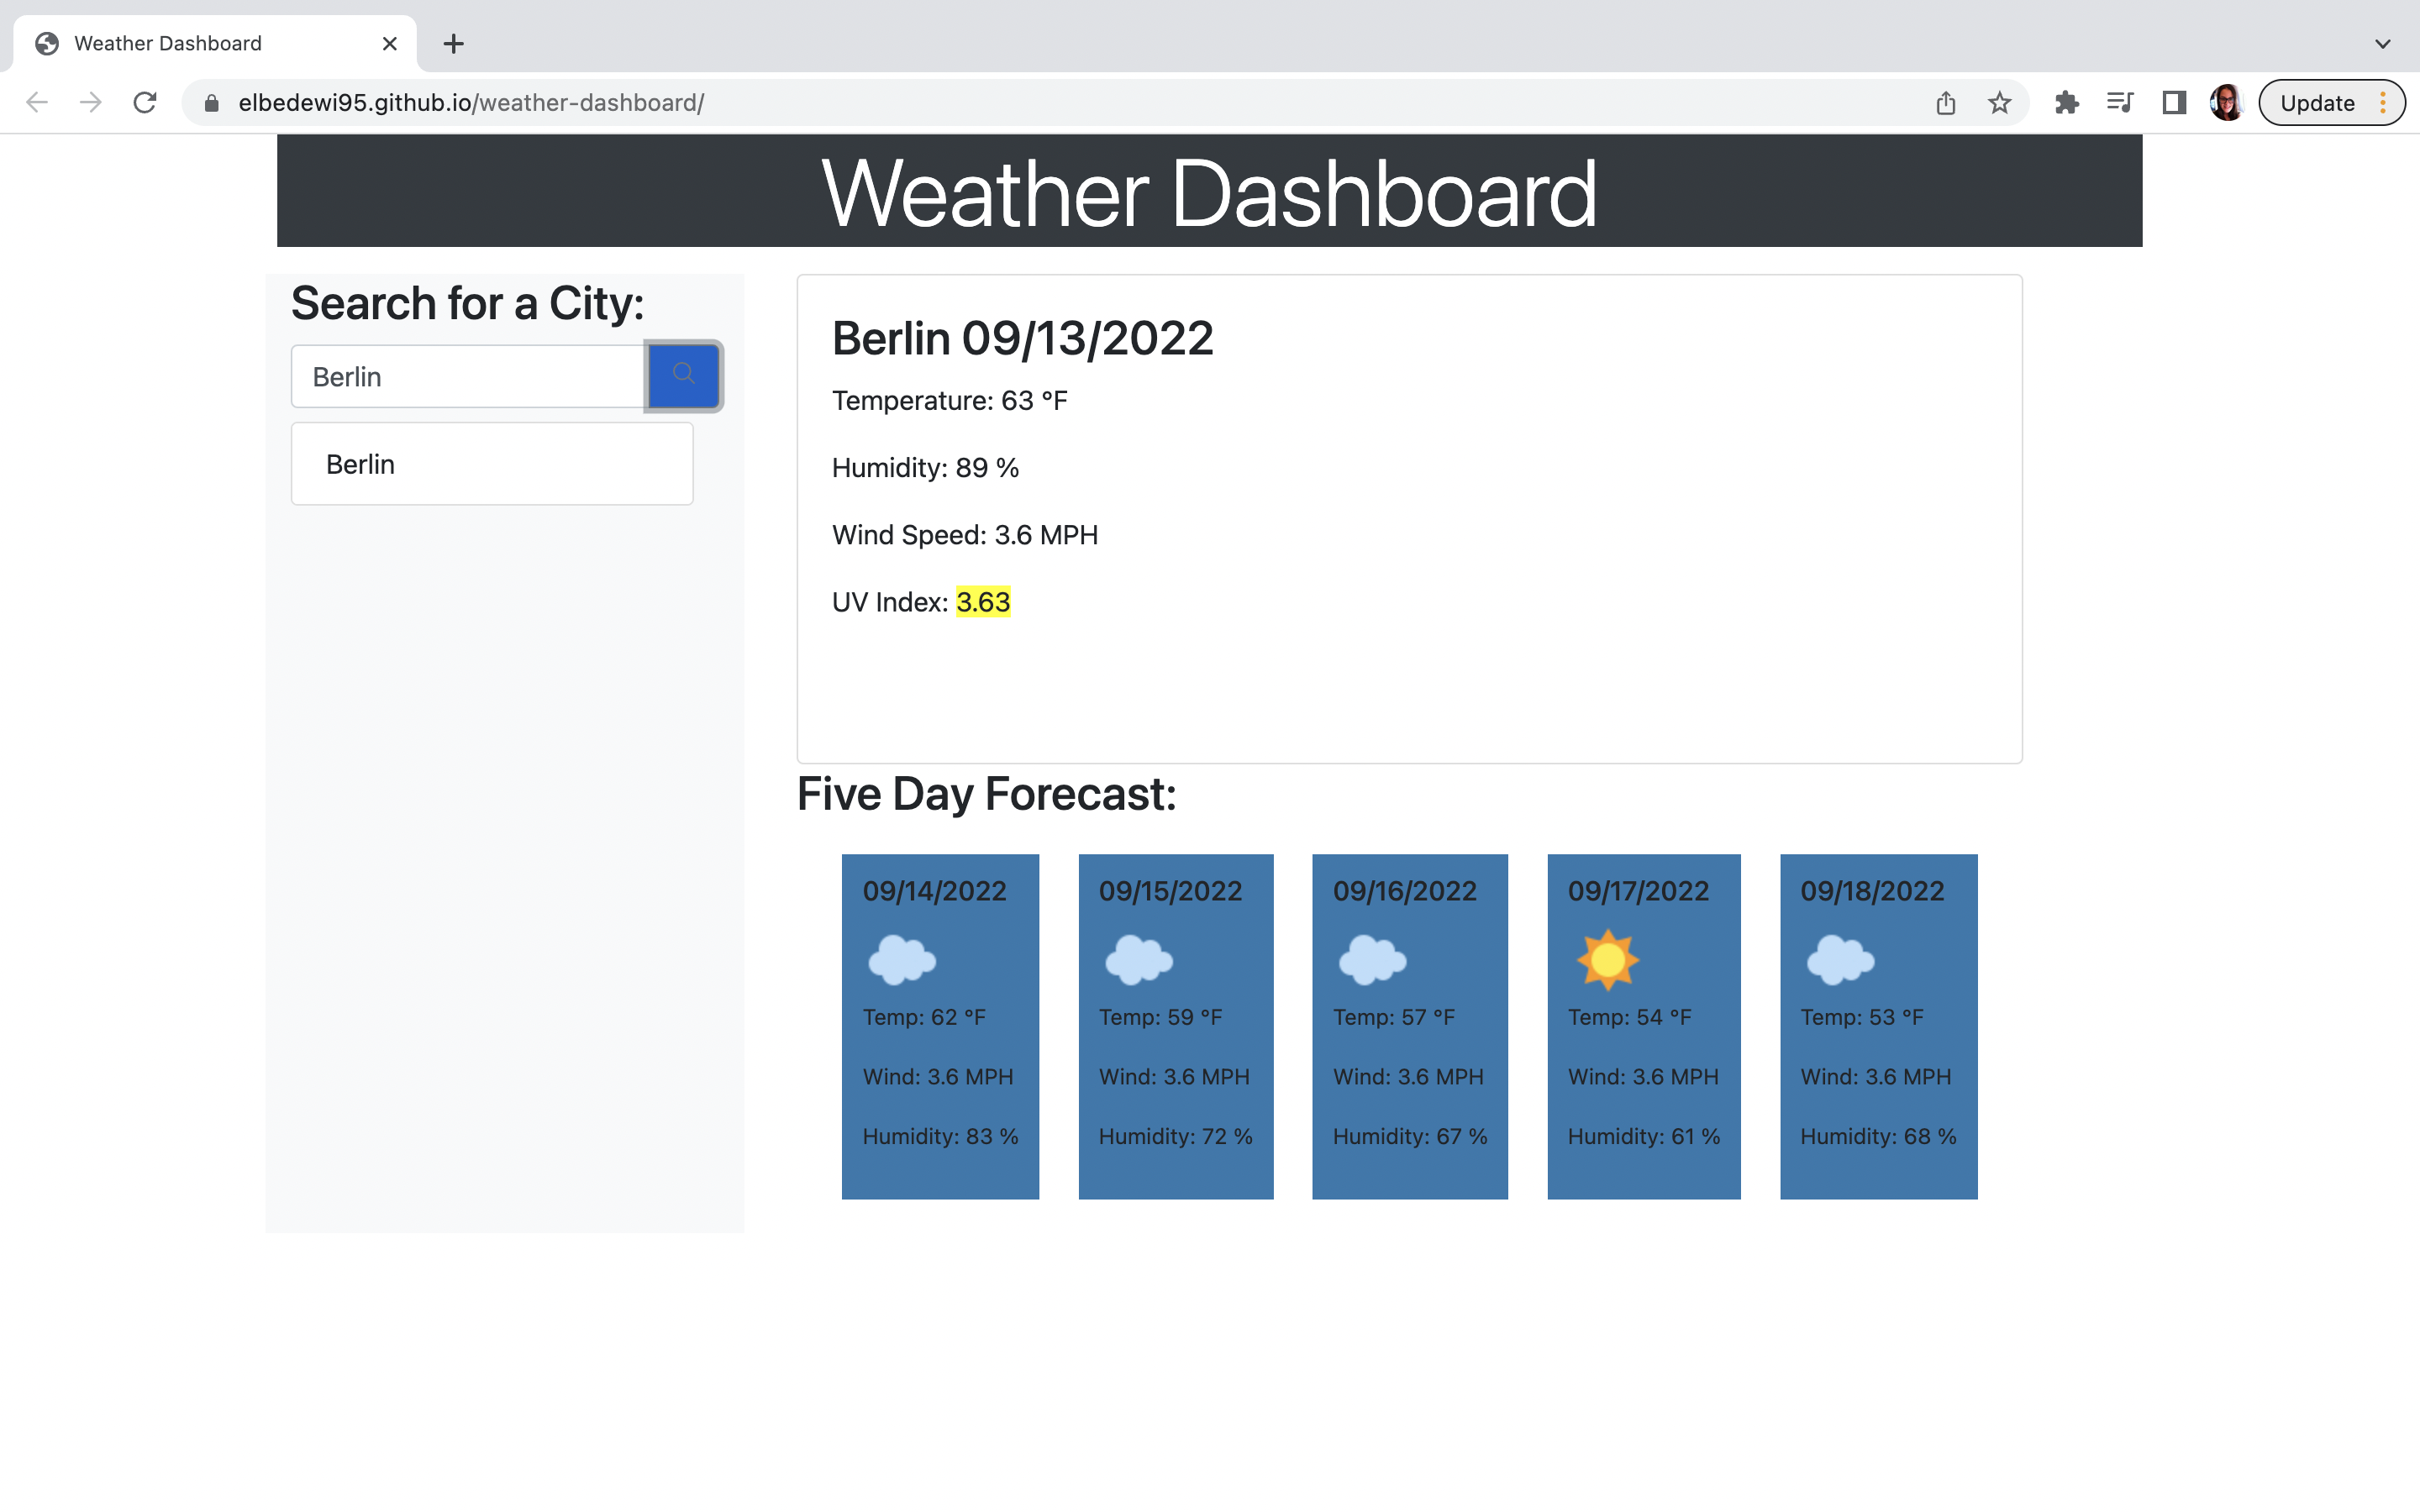 Weather Dashboard
elbedewi95.github.io/weather-dashboard/
Update
Weather Dashboard
Search for a City:
Berlin
Berlin
Berlin 09/13/2022
Temperature: 63 °F
Humidity: 89 %
Wind Speed: 3.6 MPH
UV Index: 3.63
Five Day Forecast:
09/14/2022
Temp: 62 °F
Wind: 3.6 MPH
Humidity: 83 %
09/15/2022
Temp: 59 °F
Wind: 3.6 MPH
Humidity: 72 %
09/16/2022
Temp: 57 °F
Wind: 3.6 MPH
Humidity: 67 %
09/17/2022
Temp: 54 °F
Wind: 3.6 MPH
Humidity: 61 %
09/18/2022
Temp: 53 °F
Wind: 3.6 MPH
Humidity: 68 %